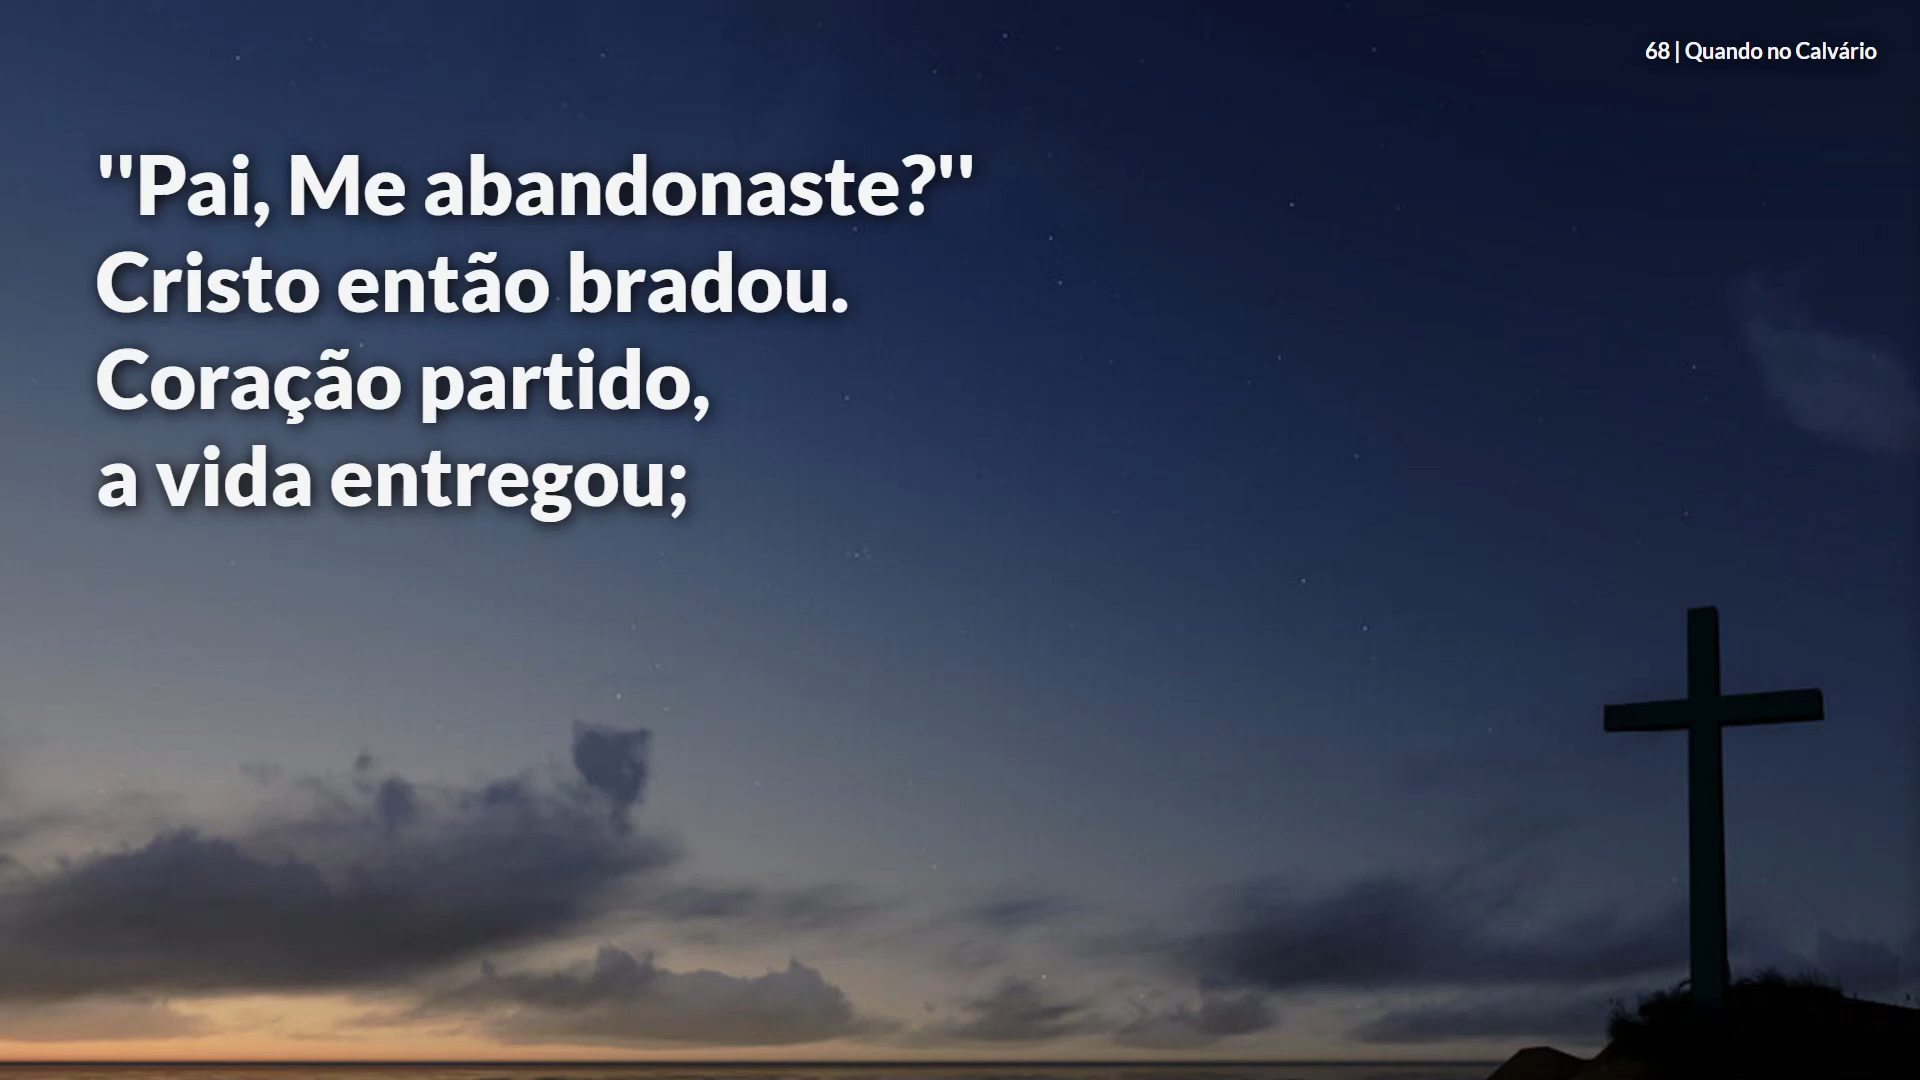 68 | Quando no Calvário
"Pai, Me abandonaste?"
Cristo então bradou.
Coração partido,
a vida entregou;